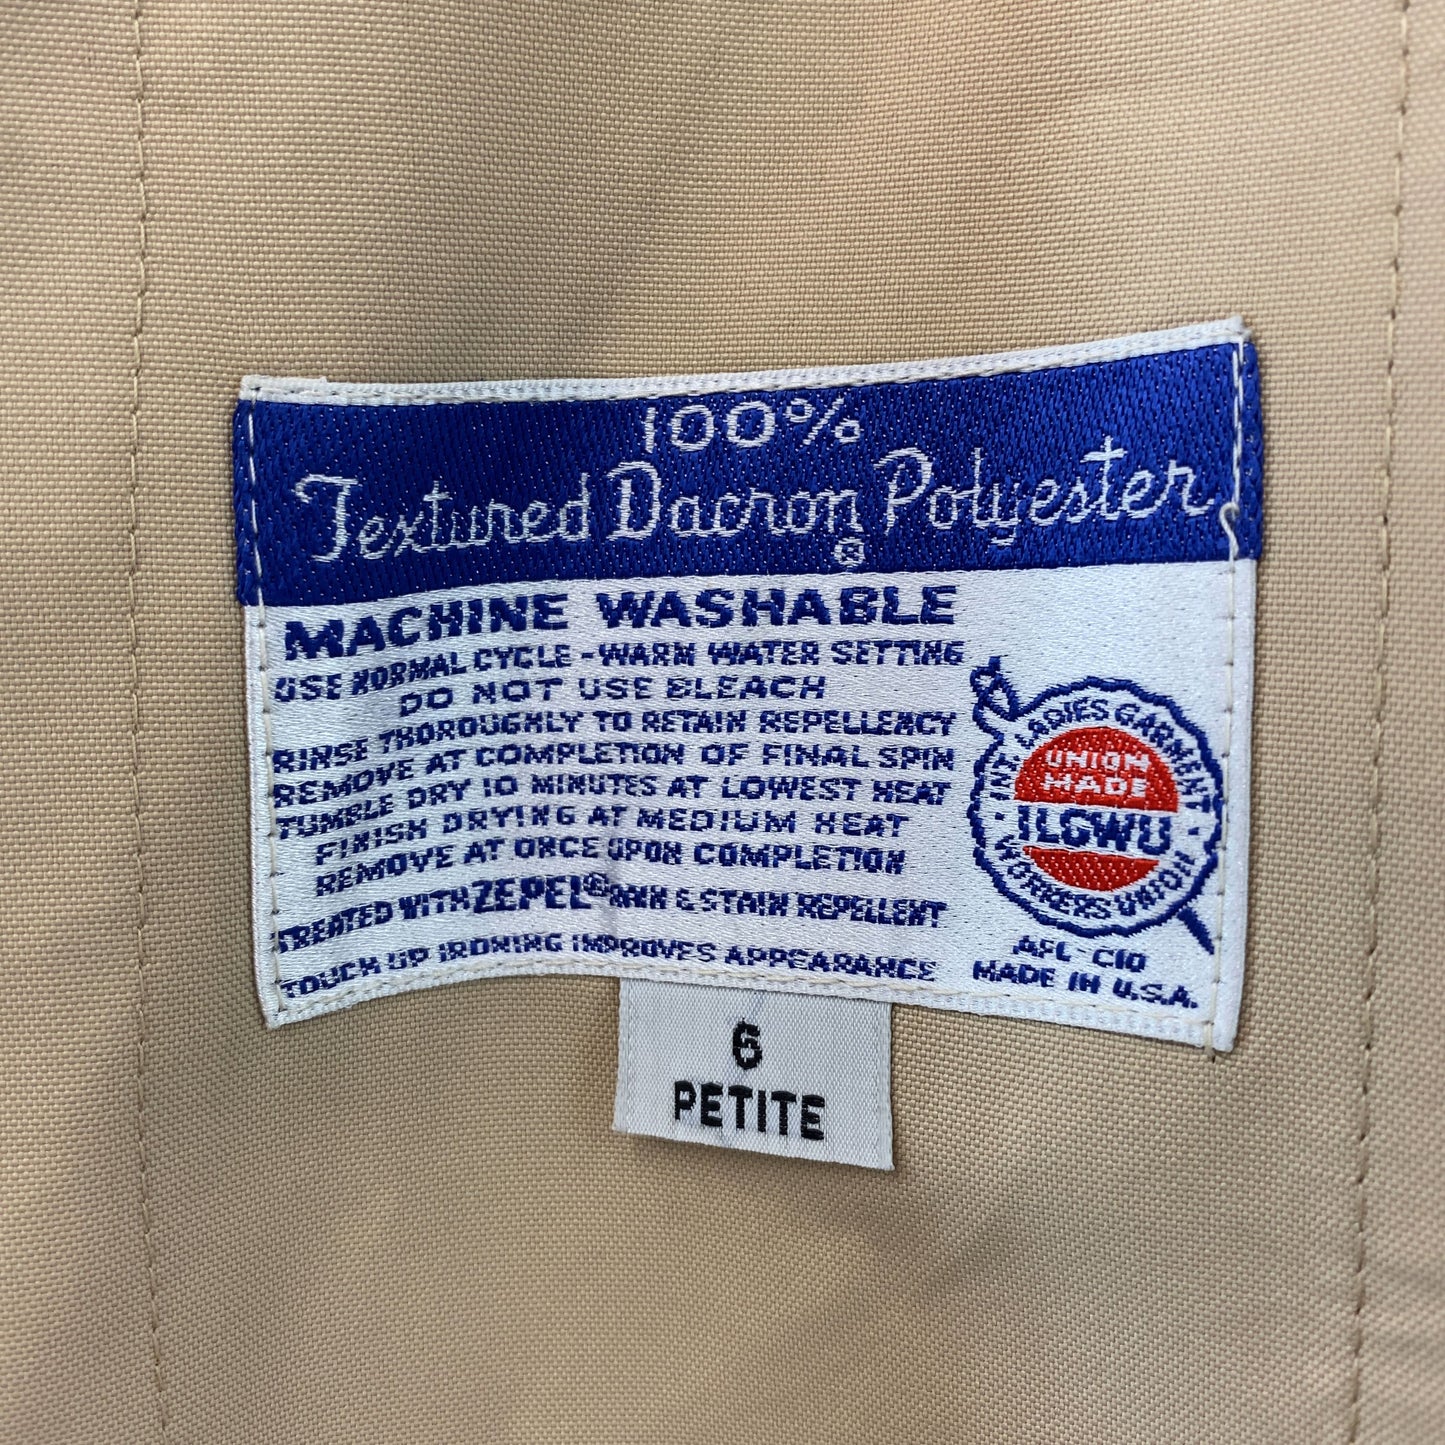 100%
Textured Dacron® Polyester
MACHINE WASHABLE
USE NORMAL CYCLE - WARM WATER SETTING
DO NOT USE BLEACH
RINSE THOROUGHLY TO RETAIN REPELLENCY
REMOVE AT COMPLETION OF FINAL SPIN
TUMBLE DRY 10 MINUTES AT LOWEST HEAT
FINISH DRYING AT MEDIUM HEAT
REMOVE AT ONCE UPON COMPLETION
TREATED WITH ZEPEL® RAIN & STAIN REPELLENT
TOUCH UP IRONING IMPROVES APPEARANCE
INT. LADIES GARMENT
WORKERS UNION
UNION
MADE
ILGWU
AFL-CIO
MADE IN U.S.A.
6
PETITE